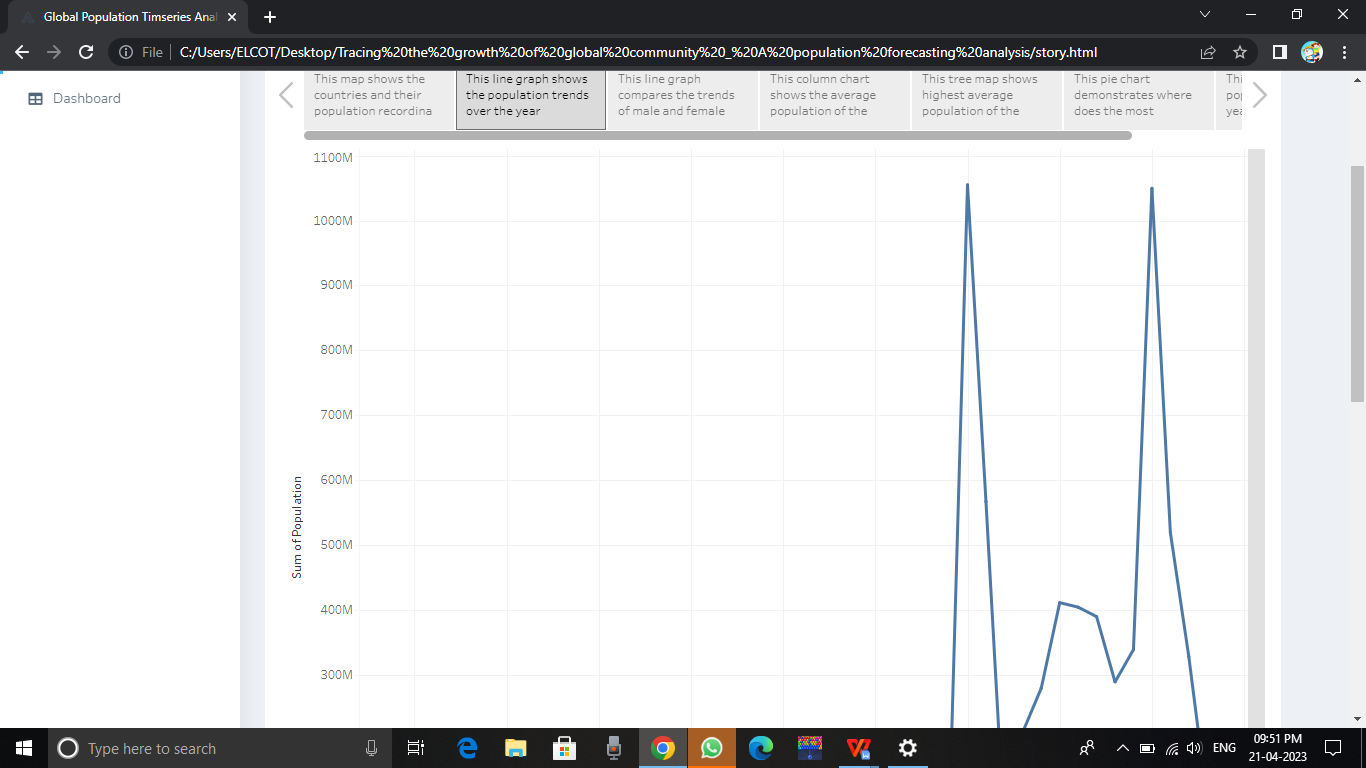 Global Population Timseries Anal
File
C:/Users/ELCOT/Desktop/Tracing%20the%20growth%20of%20global%20community%20_%20A%20population%20forecasting%20analysis/story.html
Dashboard
This map shows the
countries and their
population recordina
This line graph shows
the population trends
over the year
This line graph
compares the trends
of male and female
This column chart
shows the average
population of the
This tree map shows
highest average
population of the
This pie chart
demonstrates where
does the most
1100M
1000M
900M
800M
700M
600M
500M
400M
300M
Sum of Population
Type here to search
ENG
09:51 PM
21-04-2023